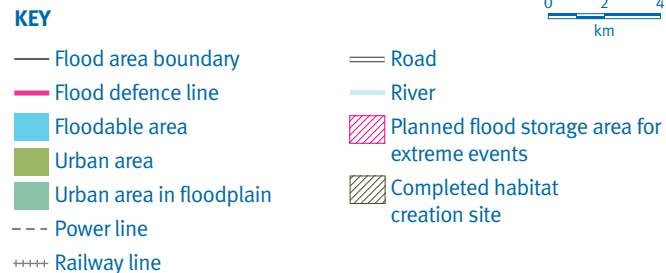 KEY
0 2 4
km
Flood area boundary
Flood defence line
Floodable area
Urban area
Urban area in floodplain
Power line
Railway line
Road
River
Planned flood storage area for
extreme events
Completed habitat
creation site